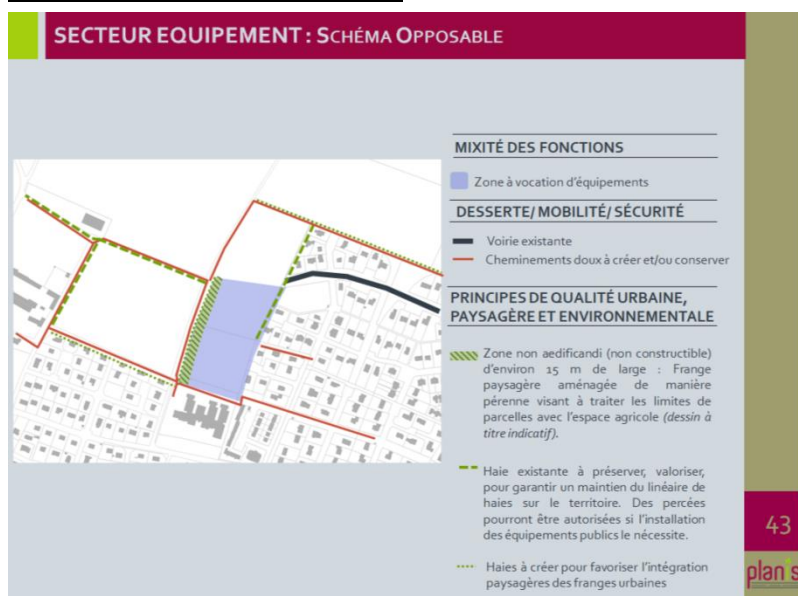 SECTEUR EQUIPEMENT : SCHÉMA OPPOSABLE
MIXITÉ DES FONCTIONS
Zone à vocation d'équipements
DESSERTE/ MOBILITÉ/ SÉCURITÉ
Voirie existante
Cheminements doux à créer et/ou conserver
PRINCIPES DE QUALITÉ URBAINE,
PAYSAGÈRE ET ENVIRONNEMENTALE
Zone non aedificandi (non constructible)
d'environ 15 m de large : Frange
paysagère aménagée de manière
pérenne visant à traiter les limites de
parcelles avec l'espace agricole (dessin à
titre indicatif).
Haie existante à préserver, valoriser,
pour garantir un maintien du linéaire de
haies sur le territoire. Des percées
pourront être autorisées si l'installation
des équipements publics le nécessite.
Haies à créer pour favoriser l'intégration
paysagères des franges urbaines
43
planis